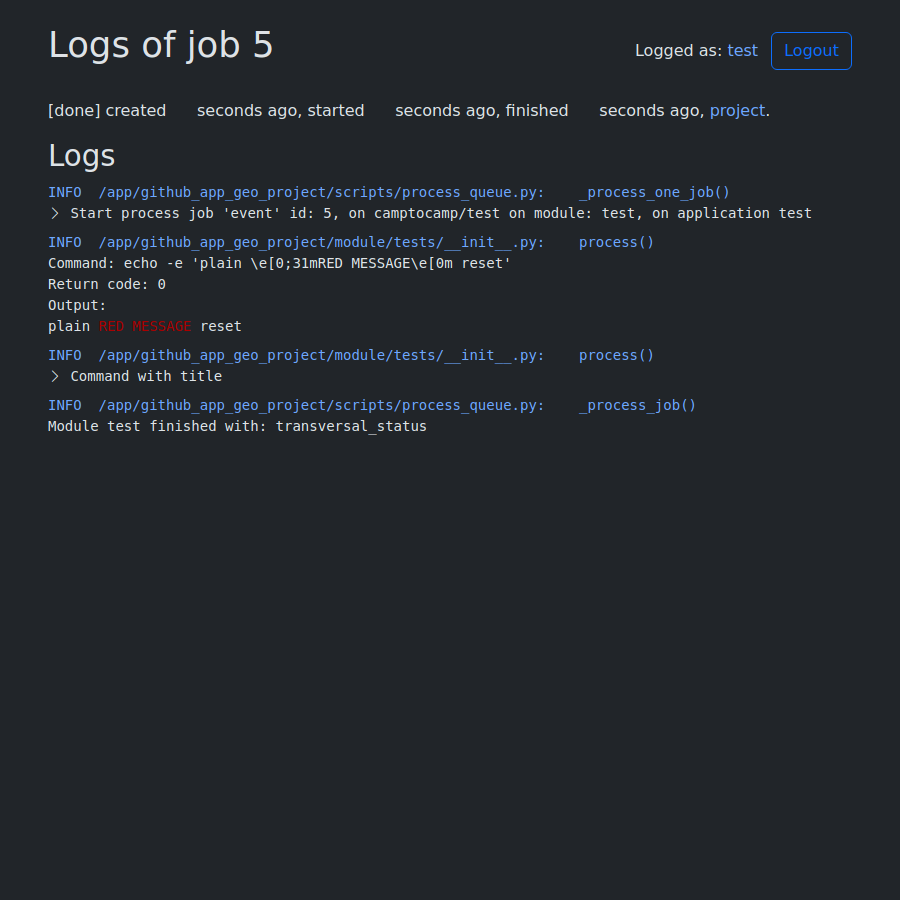 Logs of job 5
Logged as: test Logout
[done] created seconds ago, started seconds ago, finished seconds ago, project.
Logs
INFO /app/github_app_geo_project/scripts/process_queue.py: _process_one_job()
Start process job 'event' id: 5, on camptocamp/test on module: test, on application test
INFO /app/github_app_geo_project/module/tests/__init__.py: process()
Command: echo -e 'plain \e[0;31mRED MESSAGE\e[0m reset'
Return code: 0
Output:
plain RED MESSAGE reset
INFO /app/github_app_geo_project/module/tests/__init__.py: process()
Command with title
INFO /app/github_app_geo_project/scripts/process_queue.py: _process_job()
Module test finished with: transversal_status